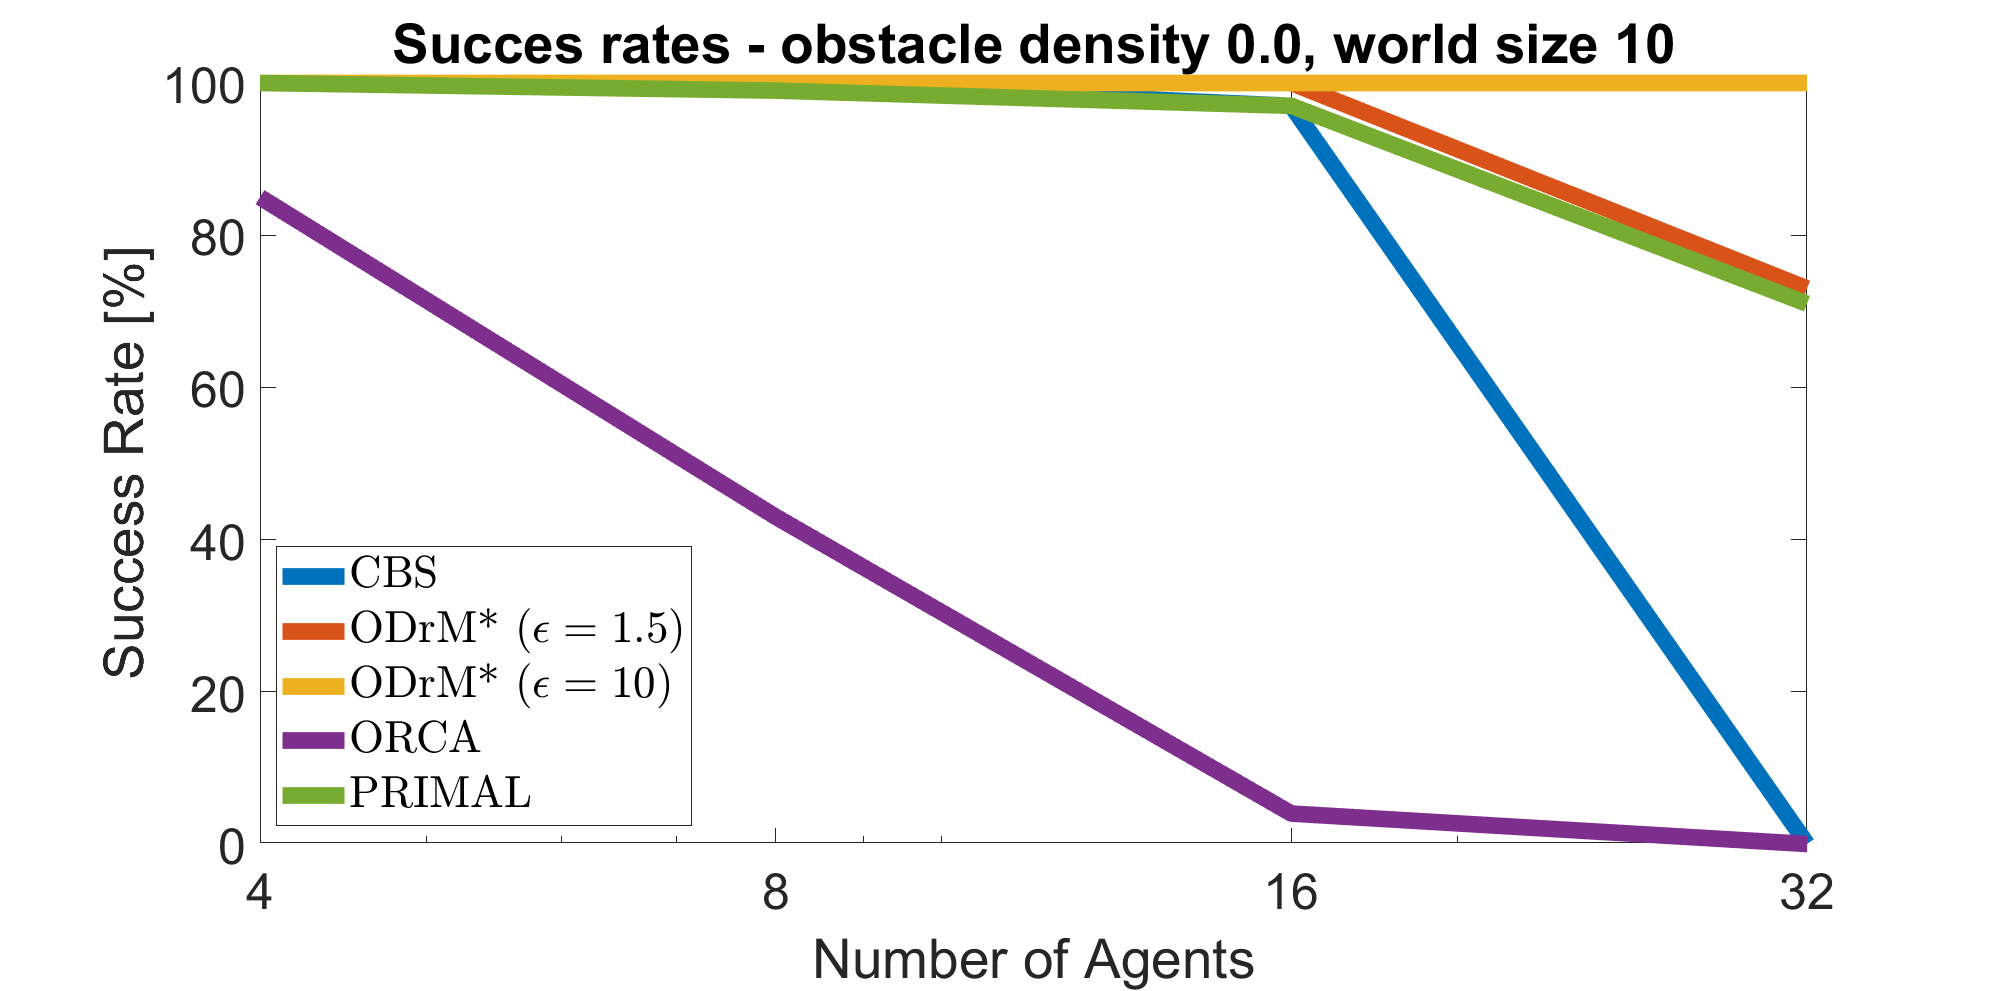 Succes rates - obstacle density 0.0, world size 10
Success Rate [%]
100
80
60
40
20
0
CBS
ODrM* (ϵ = 1.5)
ODrM* (ϵ = 10)
ORCA
PRIMAL
4 8 16 32
Number of Agents